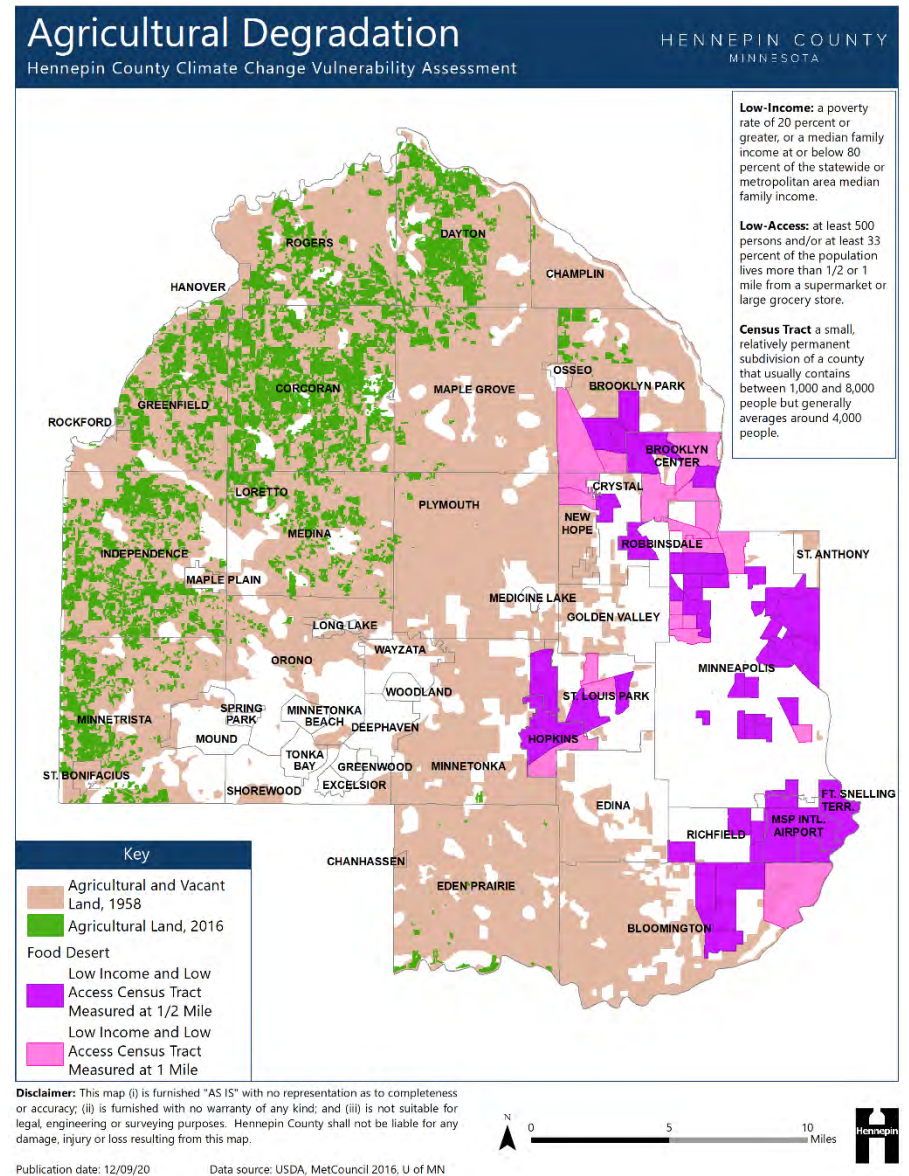 Agricultural Degradation
Hennepin County Climate Change Vulnerability Assessment
HENNEPIN COUNTY
MINNESOTA
Low-Income: a poverty
rate of 20 percent or
greater, or a median family
income at or below 80
percent of the statewide or
metropolitan area median
family income.
Low-Access: at least 500
persons and/or at least 33
percent of the population
lives more than 1/2 or 1
mile from a supermarket or
large grocery store.
Census Tract a small,
relatively permanent
subdivision of a county
that usually contains
between 1,000 and 8,000
people but generally
averages around 4,000
people.
ROGERS
DAYTON
CHAMPLIN
HANOVER
OSSEO
BROOKLYN PARK
CORCORAN
MAPLE GROVE
GREENFIELD
ROCKFORD
BROOKLYN
CENTER
CRYSTAL
LORETTO
PLYMOUTH
NEW
HOPE
MEDINA
ROBBINSDALE
INDEPENDENCE
ST. ANTHONY
MAPLE PLAIN
MEDICINE LAKE
GOLDEN VALLEY
LONG LAKE
WAYZATA
ORONO
MINNEAPOLIS
WOODLAND
ST. LOUIS PARK
SPRING
PARK
MINNETONKA
BEACH
MINNETRISTA
DEEPHAVEN
MOUND
HOPKINS
TONKA
BAY
GREENWOOD
MINNETONKA
ST. BONIFACIUS
EXCELSIOR
SHOREWOOD
FT. SNELLING
TERR.
EDINA
MSP INTL.
AIRPORT
RICHFIELD
CHANHASSEN
EDEN PRAIRIE
BLOOMINGTON
Key
Agricultural and Vacant
Land, 1958
Agricultural Land, 2016
Food Desert
Low Income and Low
Access Census Tract
Measured at 1/2 Mile
Low Income and Low
Access Census Tract
Measured at 1 Mile
Disclaimer: This map (i) is furnished "AS IS" with no representation as to completeness
or accuracy; (ii) is furnished with no warranty of any kind; and (iii) is not suitable for
legal, engineering or surveying purposes. Hennepin County shall not be liable for any
damage, injury or loss resulting from this map.
Publication date: 12/09/20 Data source: USDA, MetCouncil 2016, U of MN
N
0 5 10
Miles
Hennepin